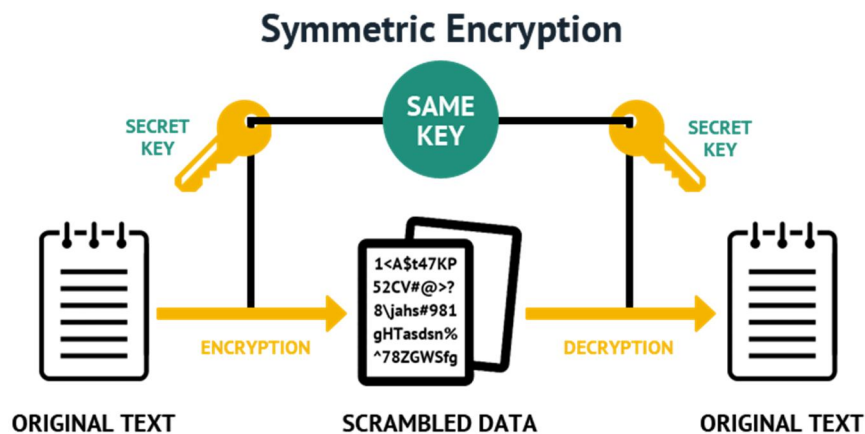 Symmetric Encryption
SAME
KEY
SECRET
KEY
SECRET
KEY
1<A$t47KP
52CV#@>?
8\jahs#981
gHTasdsn%
^78ZGWSfg
ENCRYPTION
DECRYPTION
ORIGINAL TEXT
SCRAMBLED DATA
ORIGINAL TEXT